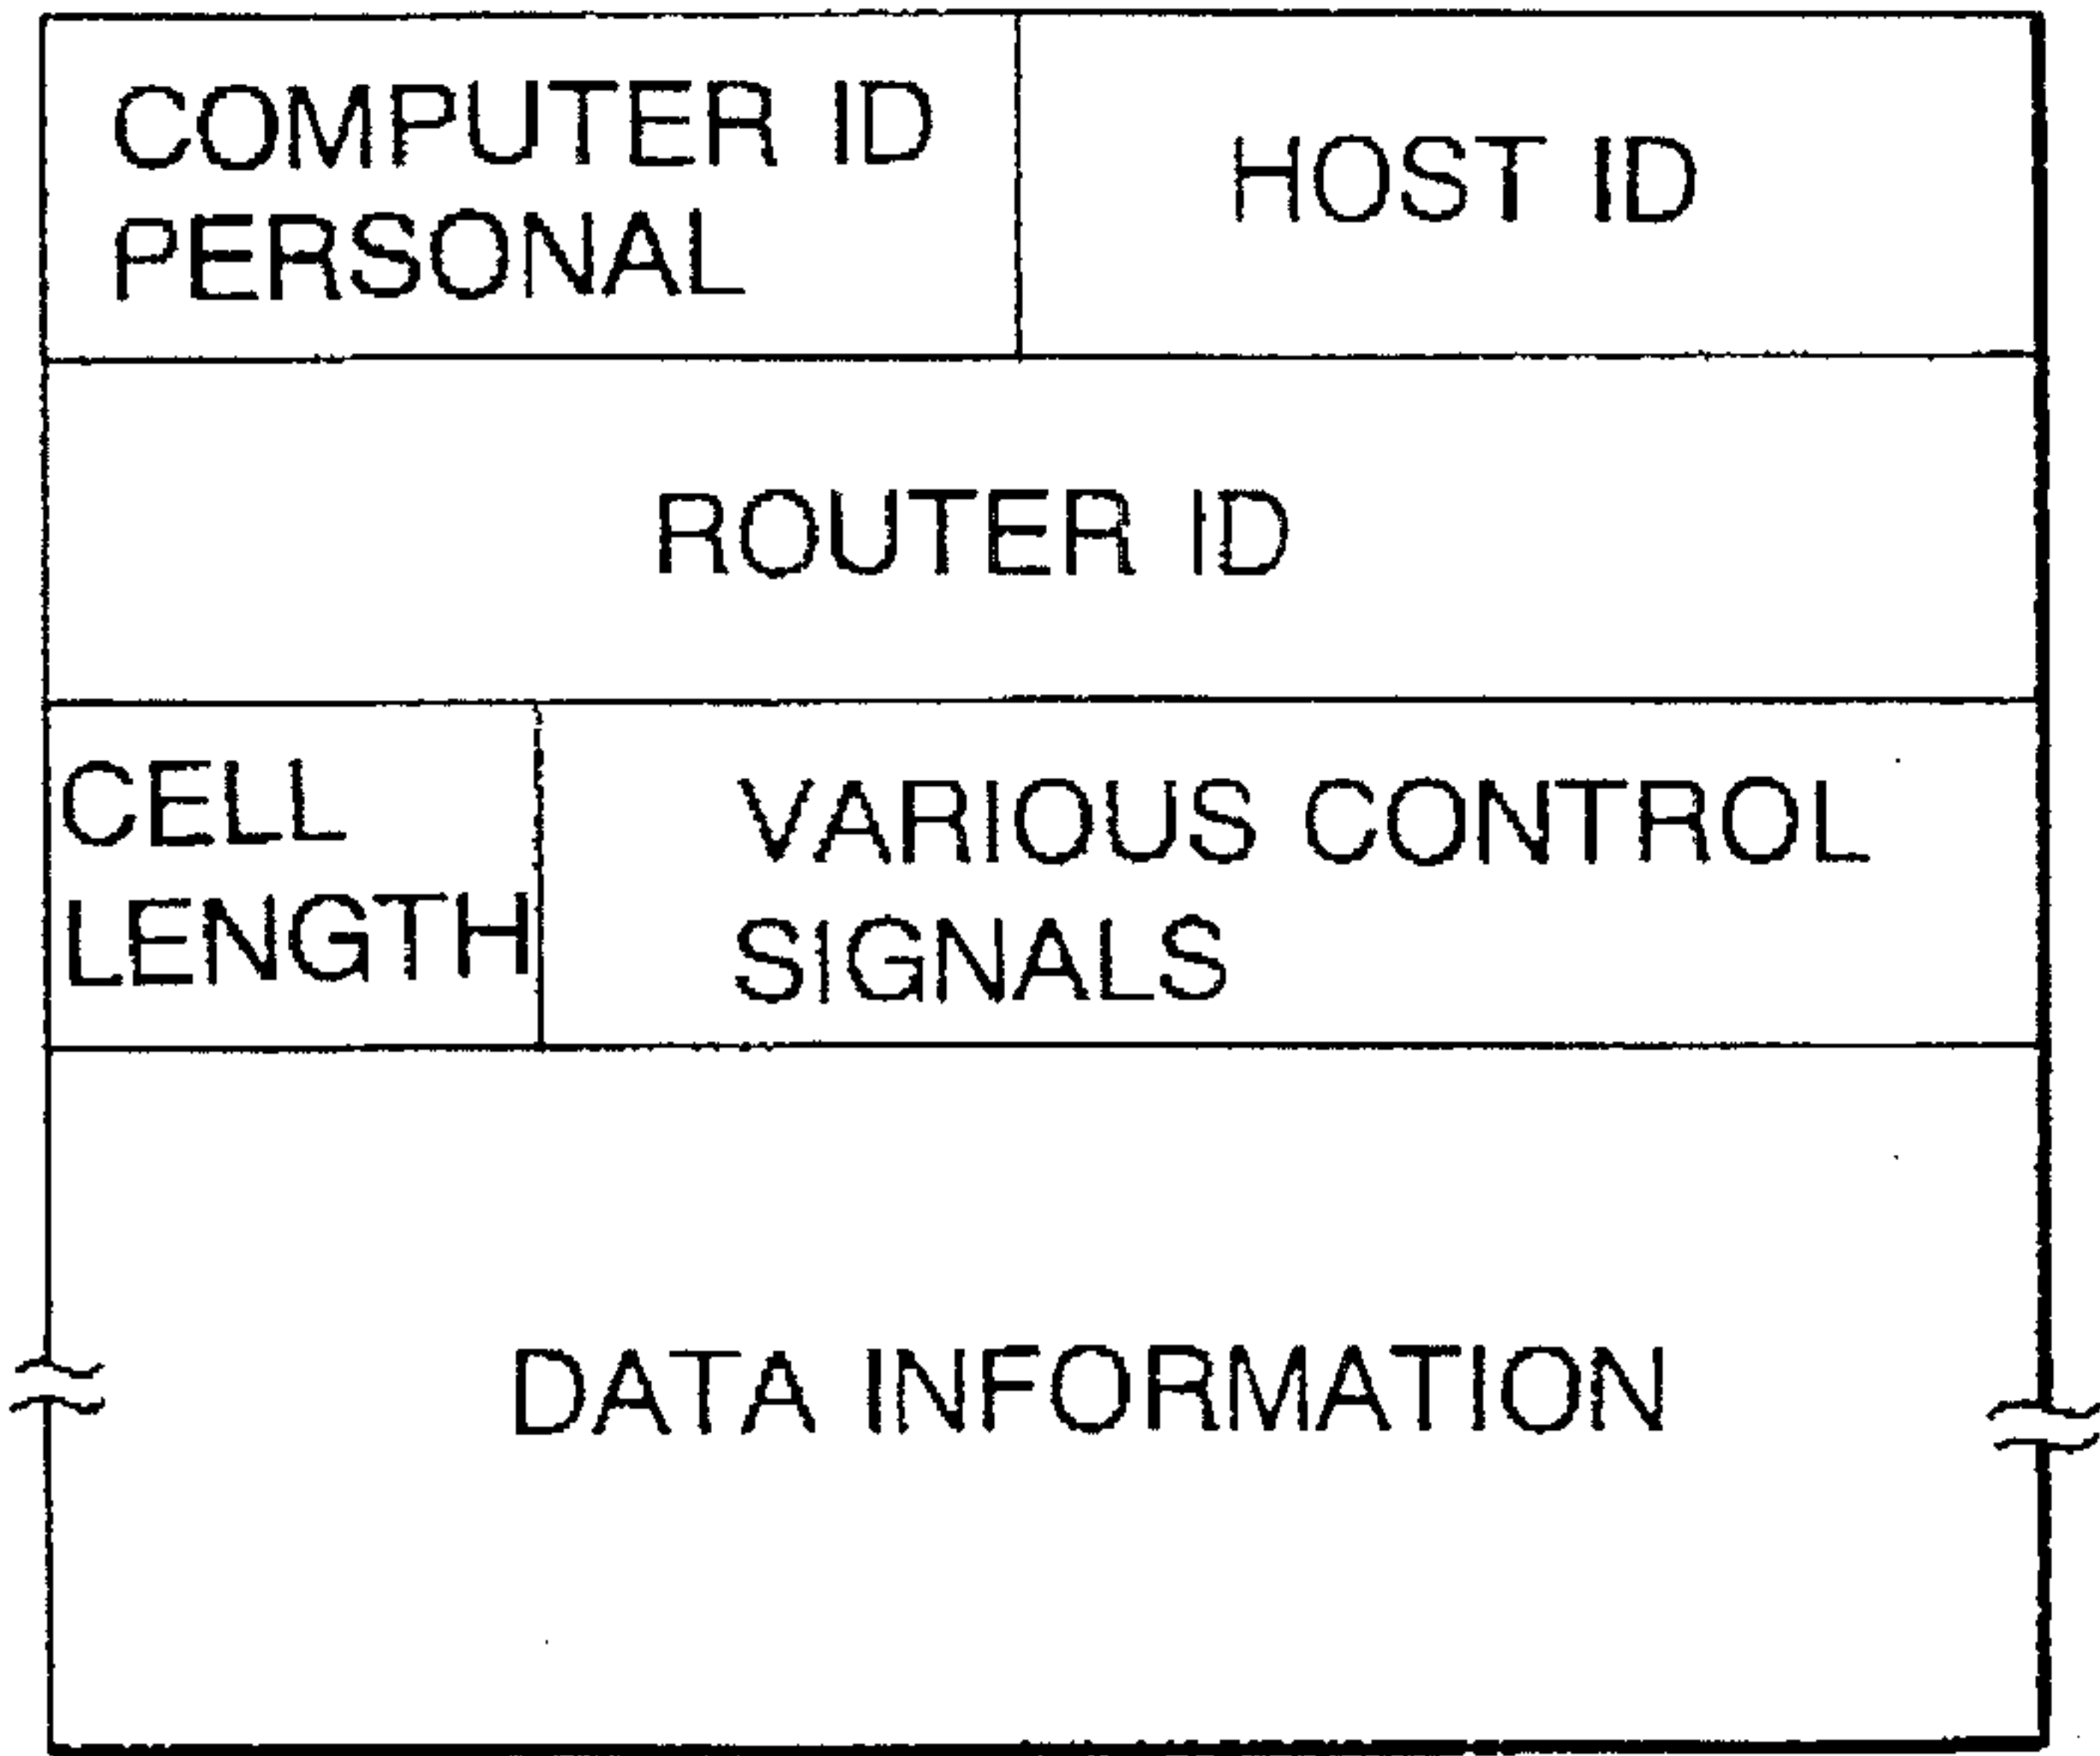 COMPUTER ID
PERSONAL
HOST ID
ROUTER ID
CELL
LENGTH
VARIOUS CONTROL
SIGNALS
DATA INFORMATION